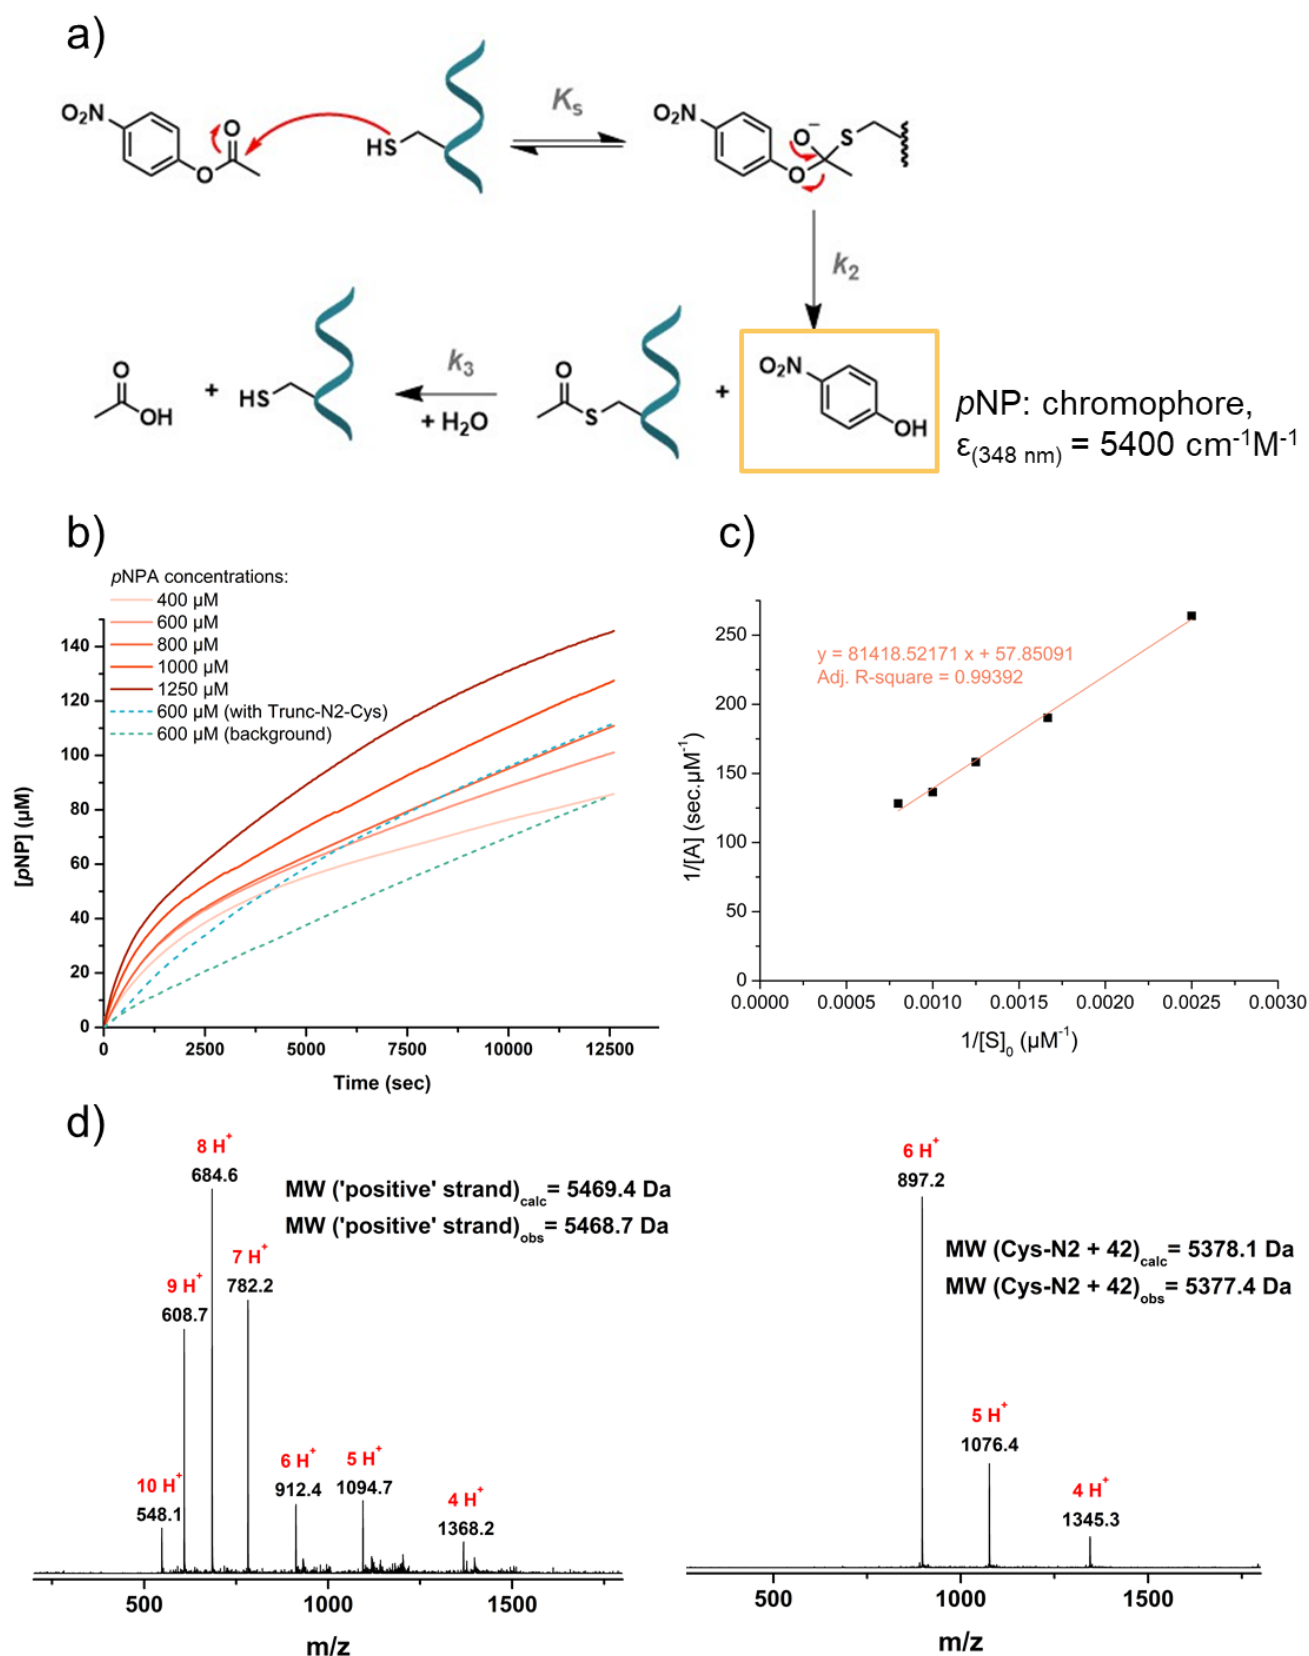 a)
O₂N
O
O
HS
Kₛ
O₂N
O⁻
S
O
k₂
O
OH
+
HS
k₃
+ H₂O
O
S
+
O₂N
OH
pNP: chromophore,
ε(348 nm) = 5400 cm⁻¹M⁻¹
b)
pNPA concentrations:
400 µM
600 µM
800 µM
1000 µM
1250 µM
600 µM (with Trunc-N2-Cys)
600 µM (background)
140
120
100
80
60
40
20
0
[pNP] (µM)
0 2500 5000 7500 10000 12500
Time (sec)
c)
y = 81418.52171 x + 57.85091
Adj. R-square = 0.99392
250
200
150
100
50
0
1/[A] (sec.µM⁻¹)
0.0000 0.0005 0.0010 0.0015 0.0020 0.0025 0.0030
1/[S]₀ (µM⁻¹)
d)
8 H⁺
684.6
MW ('positive' strand)calc= 5469.4 Da
MW ('positive' strand)obs= 5468.7 Da
7 H⁺
782.2
9 H⁺
608.7
10 H⁺
548.1
6 H⁺
912.4
5 H⁺
1094.7
4 H⁺
1368.2
500 1000 1500
m/z
6 H⁺
897.2
MW (Cys-N2 + 42)calc= 5378.1 Da
MW (Cys-N2 + 42)obs= 5377.4 Da
5 H⁺
1076.4
4 H⁺
1345.3
500 1000 1500
m/z